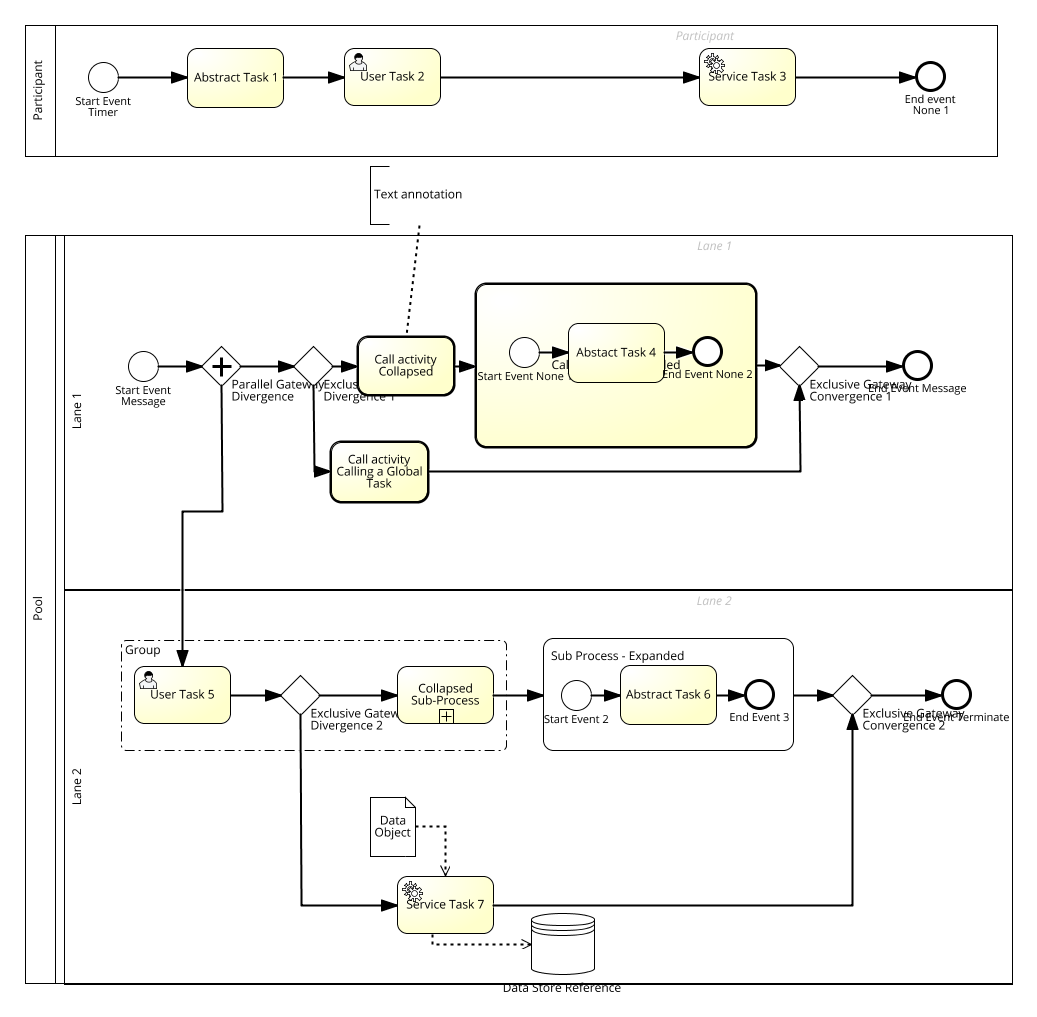 Participant
Participant
Start Event
Timer
Abstract Task 1
User Task 2
Service Task 3
End event
None 1
Text annotation
Pool
Lane 1
Lane 1
Start Event
Message
Parallel Gateway
Divergence
Divergence 1
Call activity
Collapsed
Start Event None
Abstact Task 4
End Event None 2
Exclusive Gateway
Convergence 1
End Event Message
Call activity
Calling a Global
Task
Lane 2
Lane 2
Group
User Task 5
Exclusive
Divergence 2
Collapsed
Sub-Process
Sub Process - Expanded
Start Event 2
Abstract Task 6
End Event 3
Exclusive Gateway
Convergence 2
End Event Terminate
Data
Object
Service Task 7
Data Store Reference